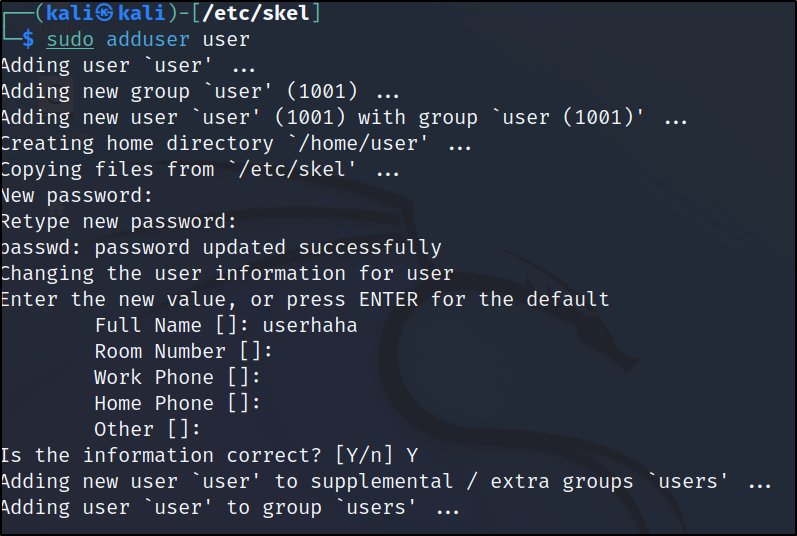 ┌──(kali㉿kali)-[/etc/skel]
└─$ sudo adduser user
Adding user `user' ...
Adding new group `user' (1001) ...
Adding new user `user' (1001) with group `user (1001)' ...
Creating home directory `/home/user' ...
Copying files from `/etc/skel' ...
New password:
Retype new password:
passwd: password updated successfully
Changing the user information for user
Enter the new value, or press ENTER for the default
        Full Name []: userhaha
        Room Number []:
        Work Phone []:
        Home Phone []:
        Other []:
Is the information correct? [Y/n] Y
Adding new user `user' to supplemental / extra groups `users' ...
Adding user `user' to group `users' ...